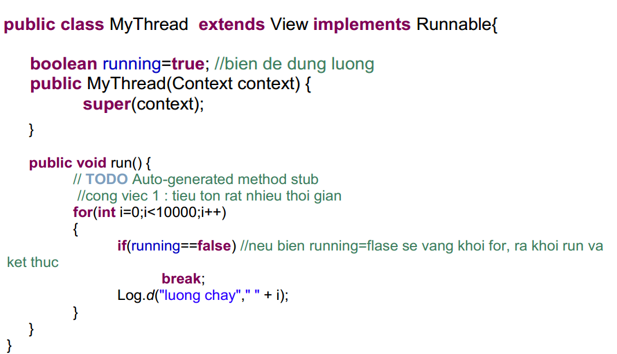 public class MyThread extends View implements Runnable{
boolean running=true; //bien de dung luong
public MyThread(Context context) {
super(context);
}
public void run() {
// TODO Auto-generated method stub
//cong viec 1 : tieu ton rat nhieu thoi gian
for(int i=0;i<10000;i++)
{
if(running==false) //neu bien running=flase se vang khoi for, ra khoi run va
ket thuc
break;
Log.d("luong chay"," " + i);
}
}
}